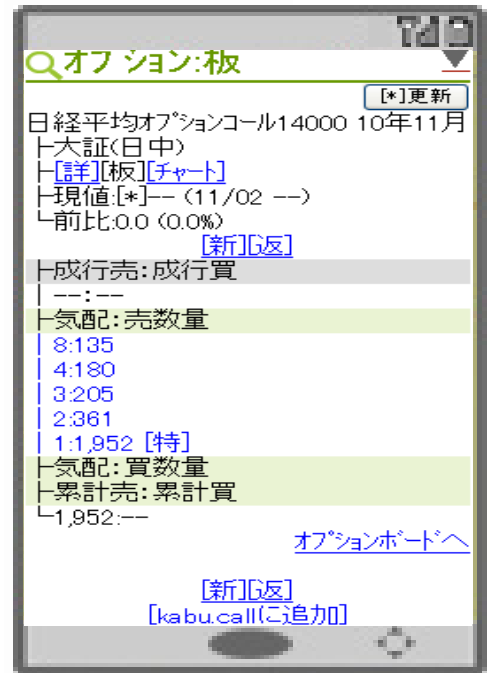 オプション:板
[*]更新
日経平均オプションコール14000 10年11月
├大証(日中)
├[詳][板][チャート]
├現値:[*]-- (11/02 --)
└前比:0.0 (0.0%)
[新][返]
├成行売:成行買
| --:--
├気配:売数量
| 8:135
| 4:180
| 3:205
| 2:361
| 1:1,952 [特]
├気配:買数量
├累計売:累計買
└1,952:--
オプションボードへ
[新][返]
[kabu.callに追加]